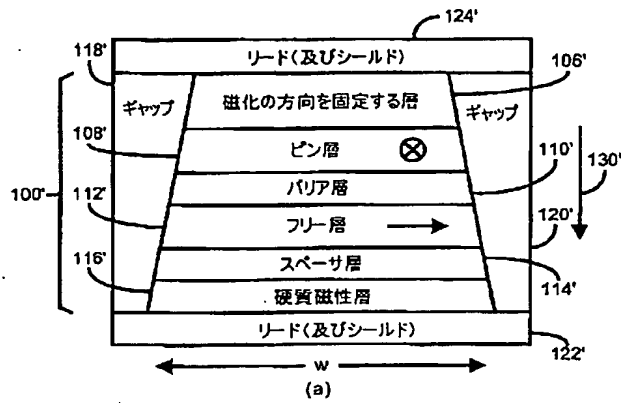 124'
118'
リード(及びシールド)
106'
ギャップ
磁化の方向を固定する層
ギャップ
108'
ピン層
110'
100'
バリア層
130'
112'
フリー層
120'
116'
スペーサ層
114'
硬質磁性層
リード(及びシールド)
122'
W
(a)